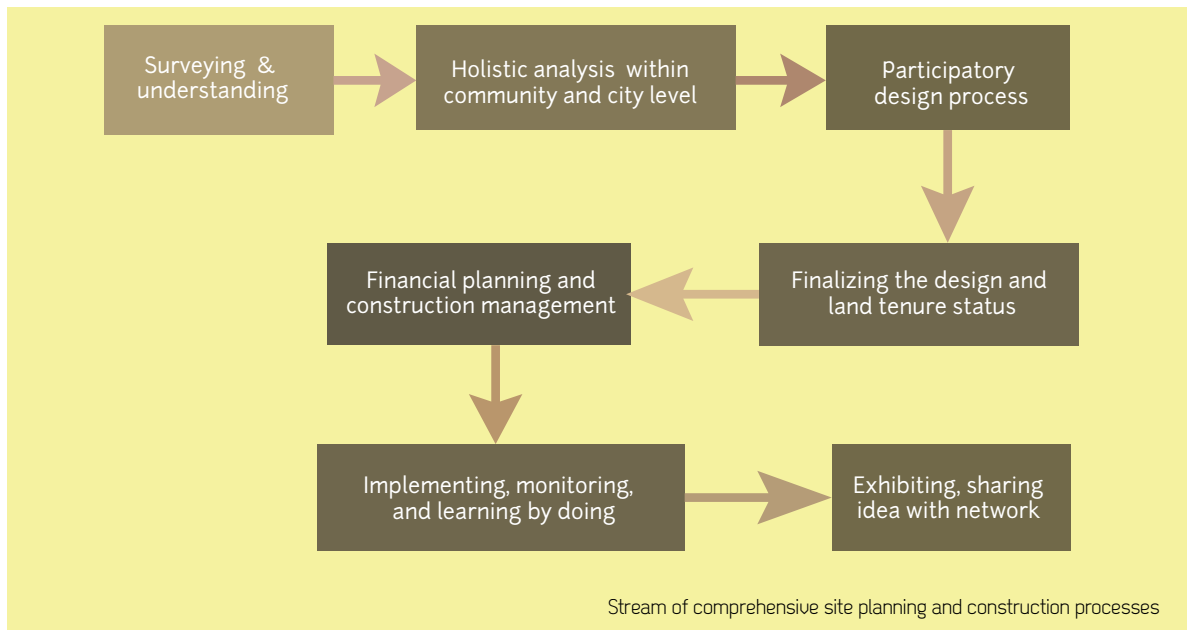 Surveying &
understanding
Holistic analysis within
community and city level
Participatory
design process
Finalizing the design and
land tenure status
Financial planning and
construction management
Implementing, monitoring,
and learning by doing
Exhibiting, sharing
idea with network
Stream of comprehensive site planning and construction processes